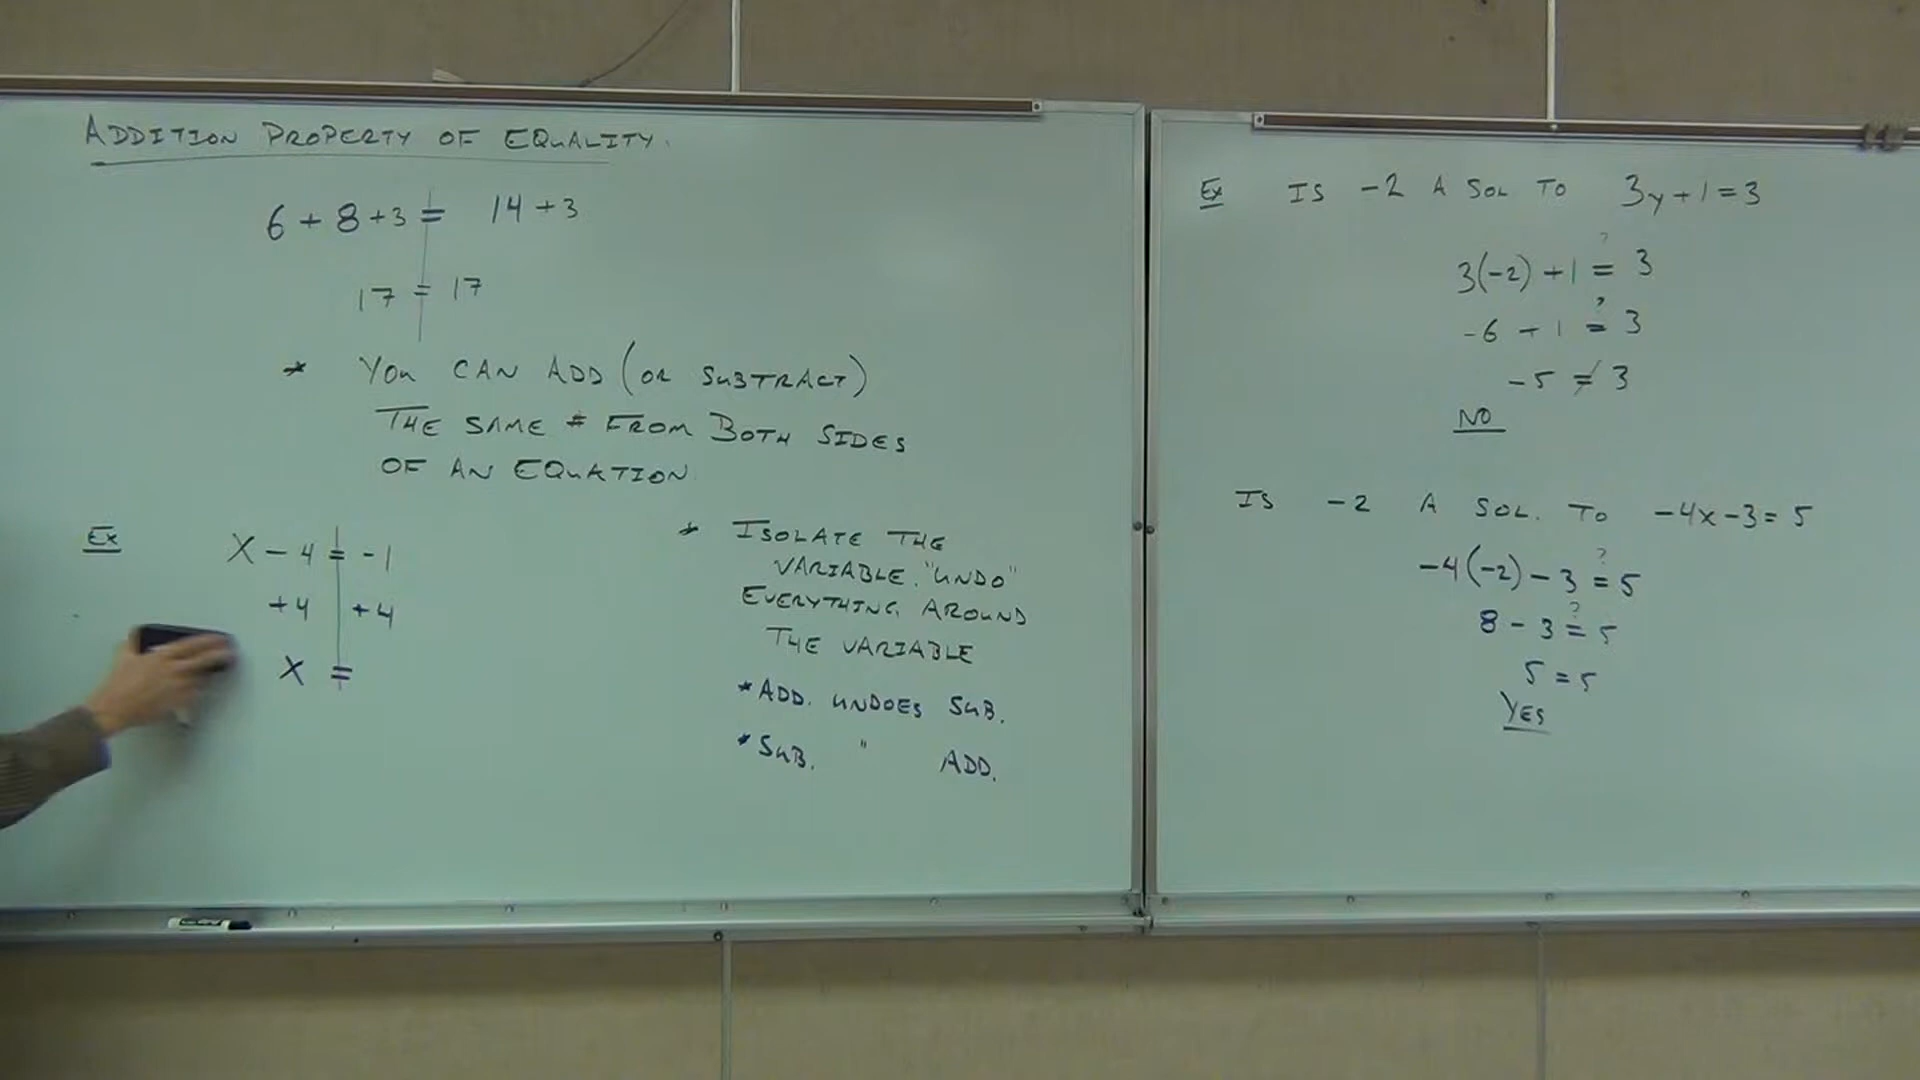 ADDITION PROPERTY OF EQUALITY.
6 + 8 + 3 = 14 + 3
17 = 17
* YOU CAN ADD (OR SUBTRACT)
THE SAME # FROM BOTH SIDES
OF AN EQUATION
Ex X - 4 = -1
+4 +4
X =
* ISOLATE THE
VARIABLE. "UNDO"
EVERYTHING AROUND
THE VARIABLE
* ADD. UNDOES SUB.
* SUB. " ADD.
Ex IS -2 A SOL TO 3y + 1 = 3
3(-2) + 1 ?= 3
-6 + 1 ?= 3
-5 ≠ 3
NO
IS -2 A SOL. TO -4x - 3 = 5
-4(-2) - 3 ?= 5
8 - 3 ?= 5
5 = 5
YES